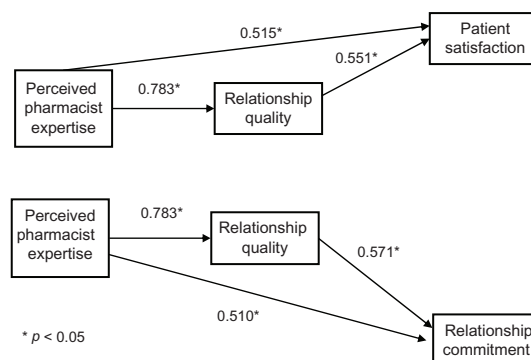 Patient
satisfaction
0.515*
0.551*
Perceived
pharmacist
expertise
0.783*
Relationship
quality
Perceived
pharmacist
expertise
0.783*
Relationship
quality
0.571*
0.510*
* p < 0.05
Relationship
commitment